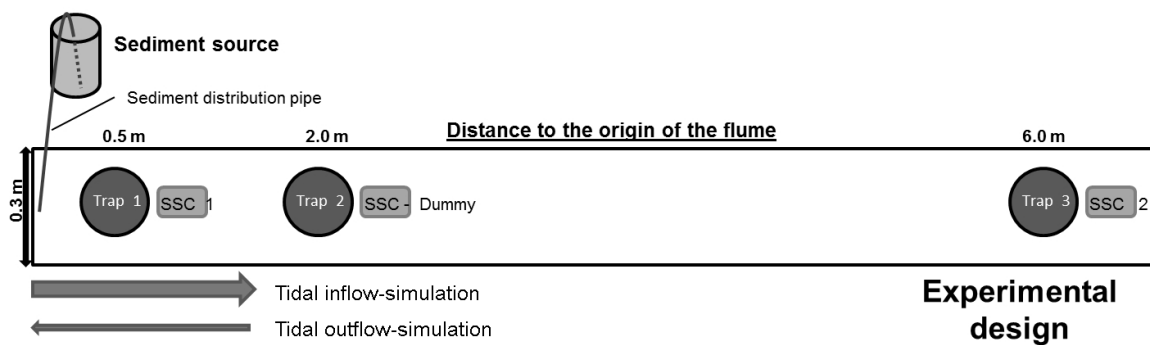 Sediment source
Sediment distribution pipe
0.5 m
2.0 m
Distance to the origin of the flume
6.0 m
0.3 m
Trap 1
SSC 1
Trap 2
SSC - Dummy
Trap 3
SSC 2
Tidal inflow-simulation
Tidal outflow-simulation
Experimental
design